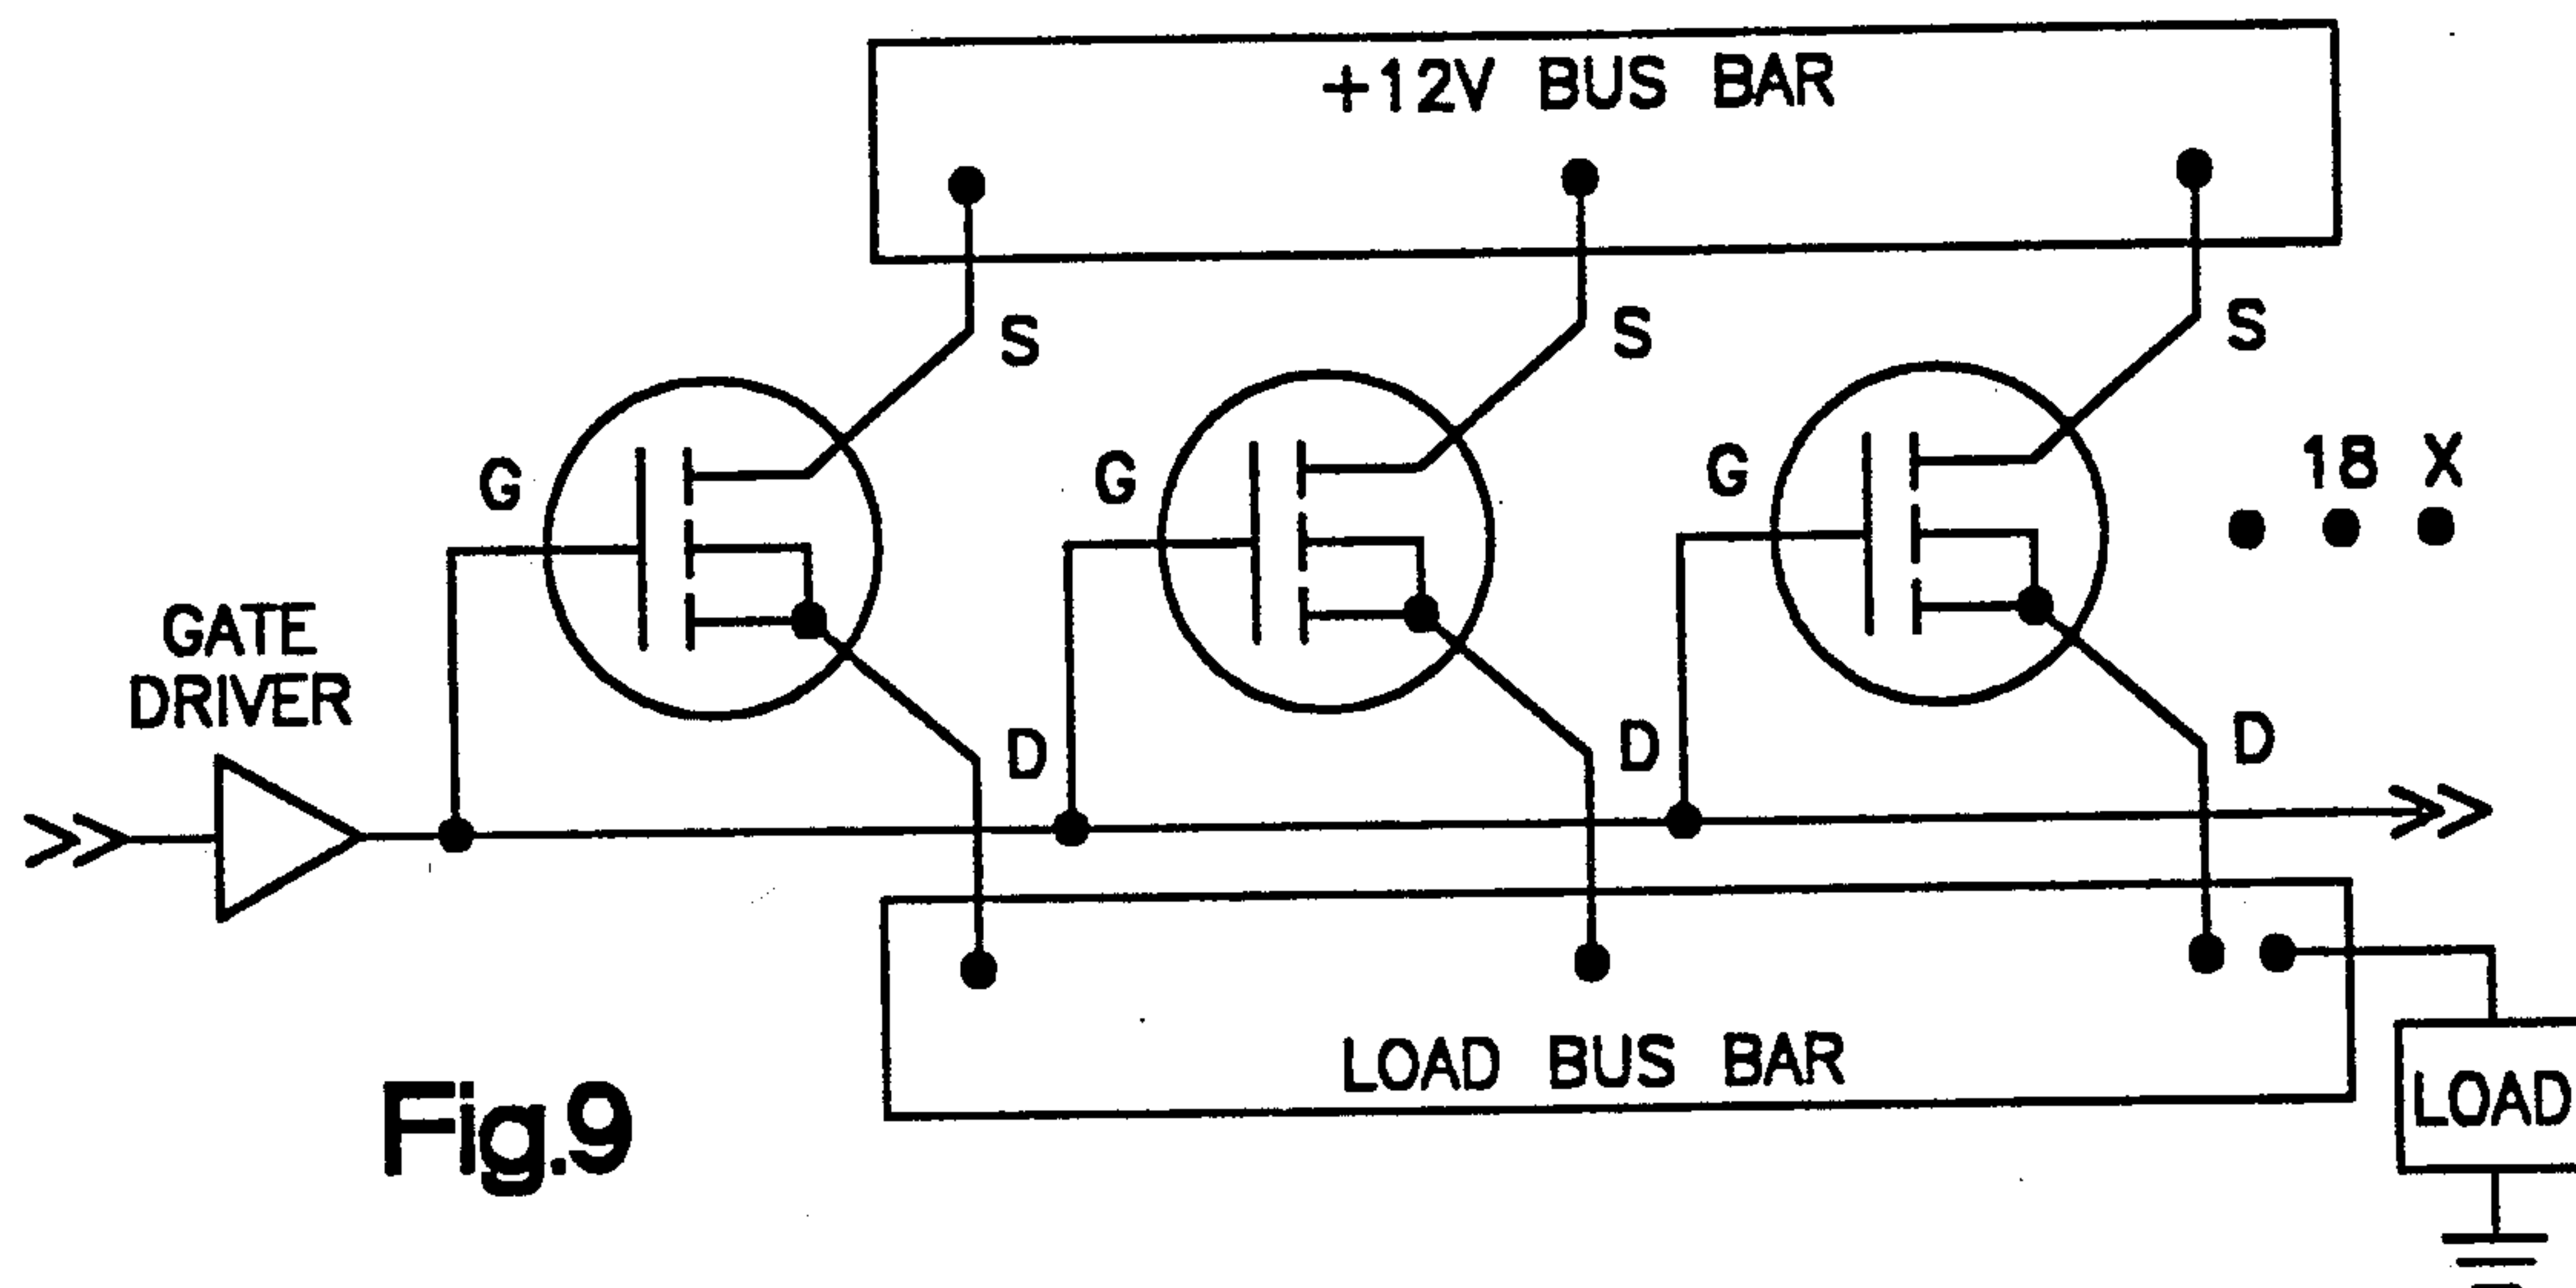 +12V BUS BAR
S
S
S
G
G
G
18 X
GATE
DRIVER
D
D
D
LOAD BUS BAR
LOAD
Fig.9